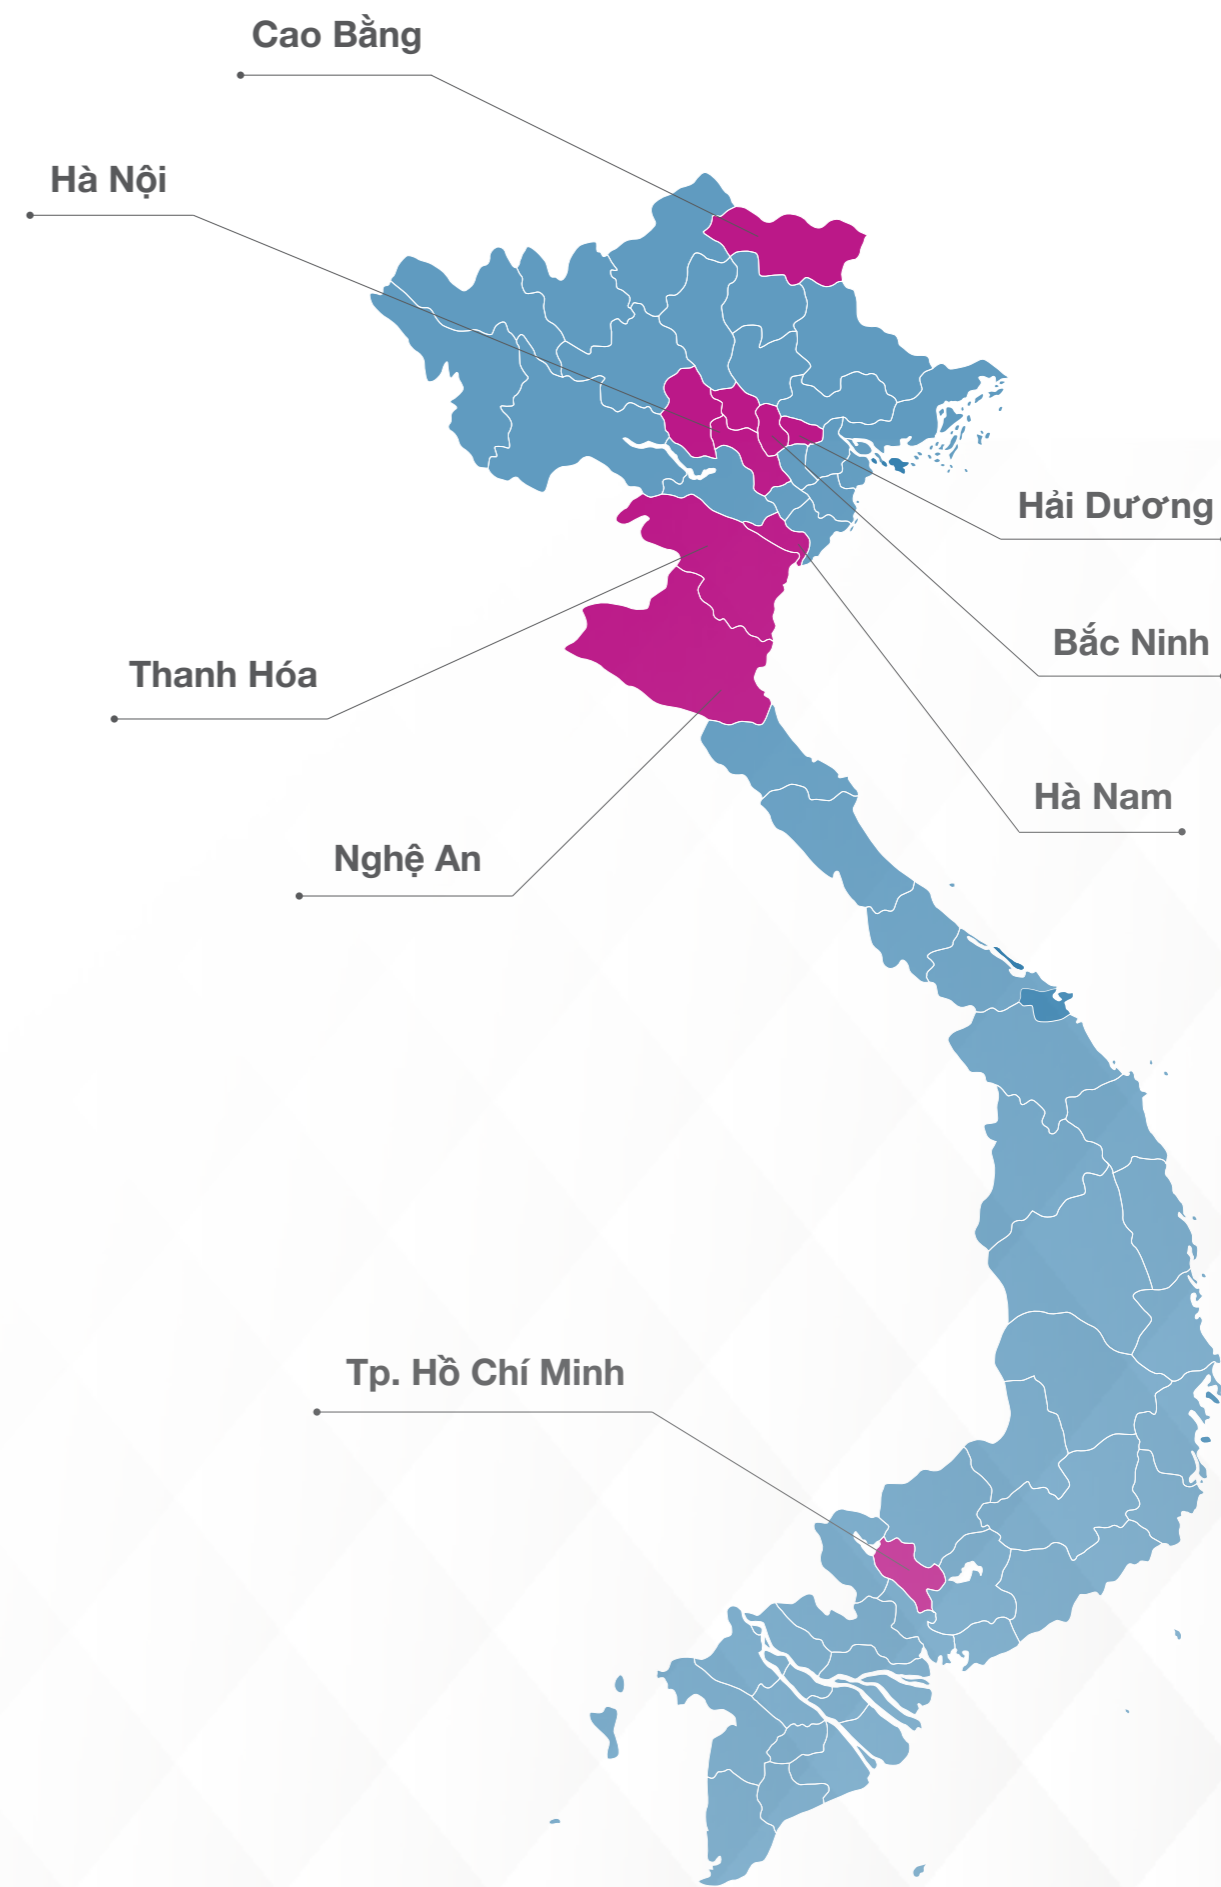 Cao Bằng
Hà Nội
Hải Dương
Bắc Ninh
Thanh Hóa
Hà Nam
Nghệ An
Tp. Hồ Chí Minh